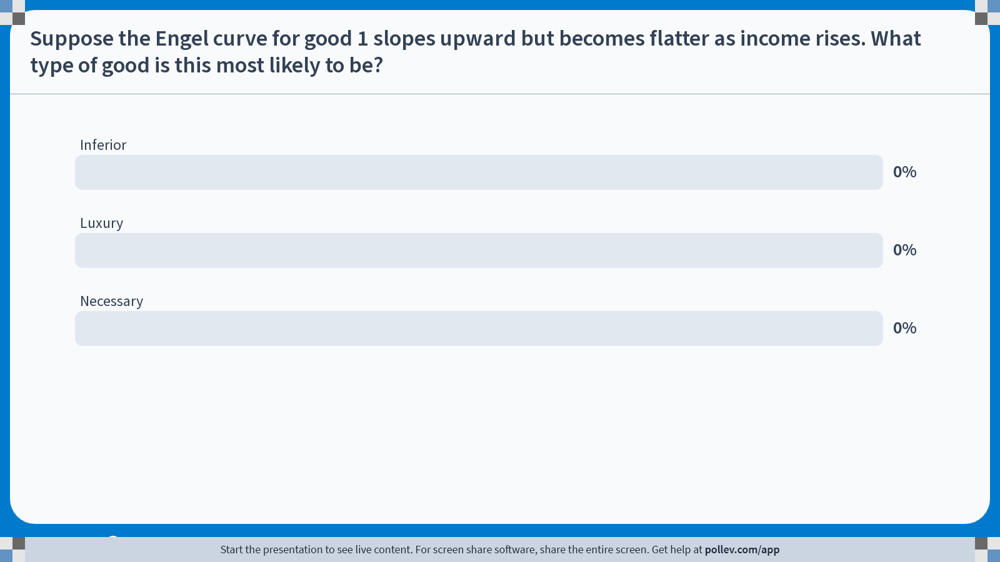 Suppose the Engel curve for good 1 slopes upward but becomes flatter as income rises. What
type of good is this most likely to be?
Inferior
0%
Luxury
0%
Necessary
0%
Start the presentation to see live content. For screen share software, share the entire screen. Get help at pollev.com/app